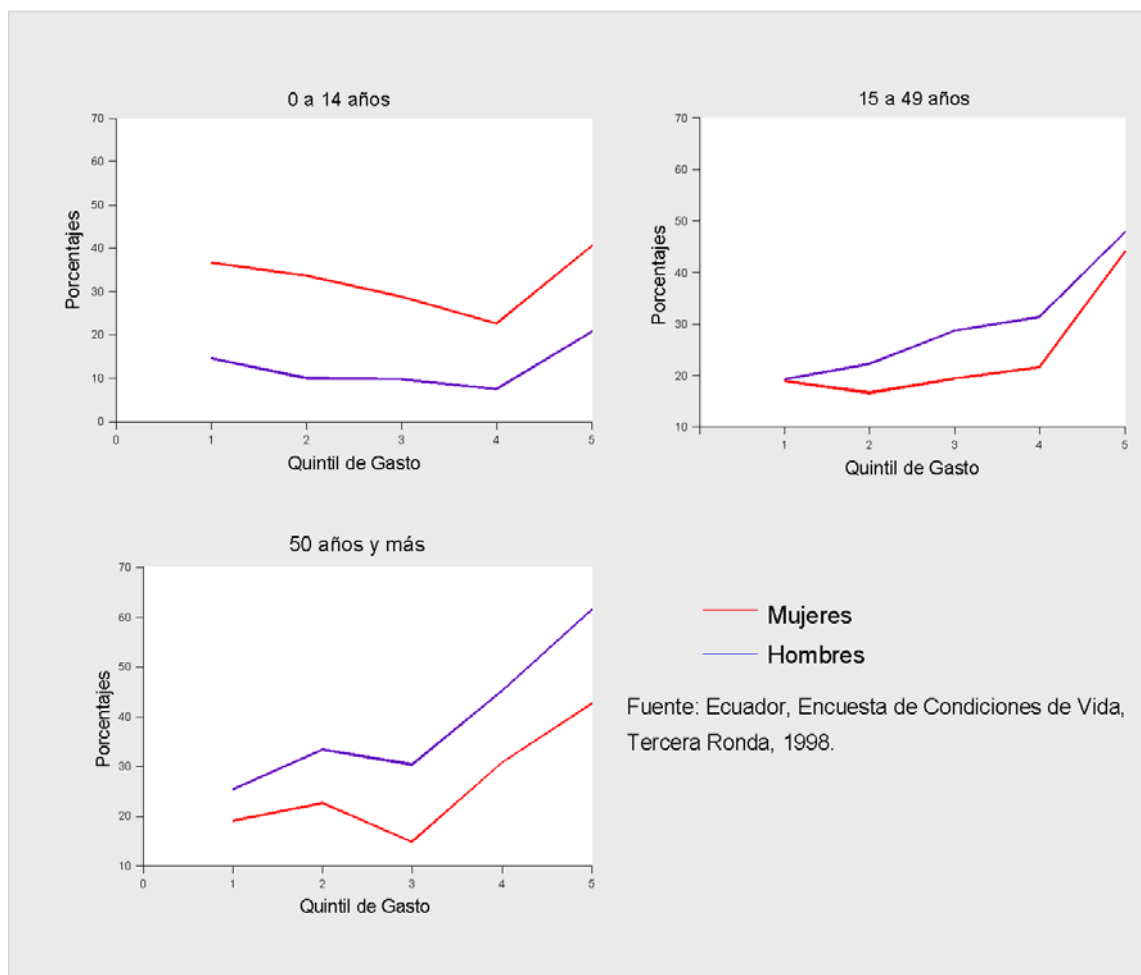 0 a 14 años
70
60
50
40
30
20
10
0
Porcentajes
0 1 2 3 4 5
Quintil de Gasto
15 a 49 años
70
60
50
40
30
20
10
Porcentajes
1 2 3 4 5
Quintil de Gasto
50 años y más
70
60
50
40
30
20
10
Porcentajes
0 1 2 3 4 5
Quintil de Gasto
Mujeres
Hombres
Fuente: Ecuador, Encuesta de Condiciones de Vida,
Tercera Ronda, 1998.